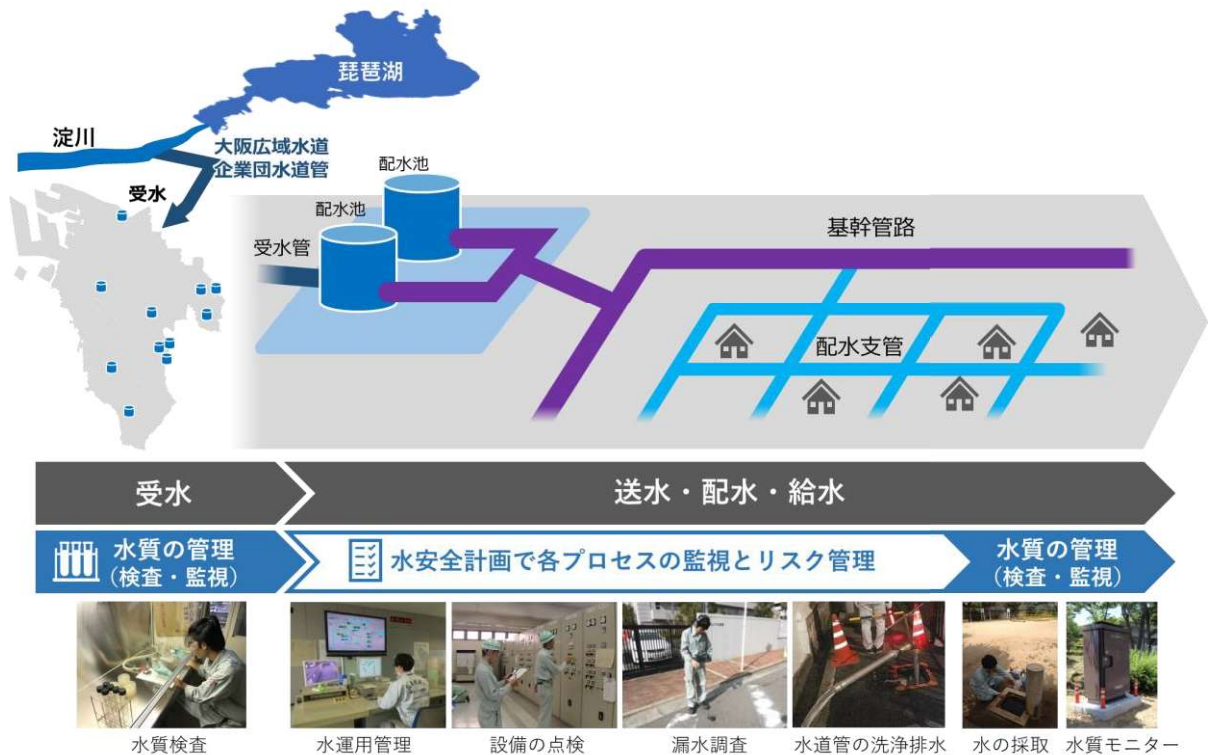 琵琶湖
淀川
大阪広域水道
企業団水道管
受水
配水池
配水池
受水管
基幹管路
配水支管
受水
送水・配水・給水
水質の管理
(検査・監視)
水安全計画で各プロセスの監視とリスク管理
水質の管理
(検査・監視)
水質検査
水運用管理
設備の点検
漏水調査
水道管の洗浄排水
水の採取
水質モニター